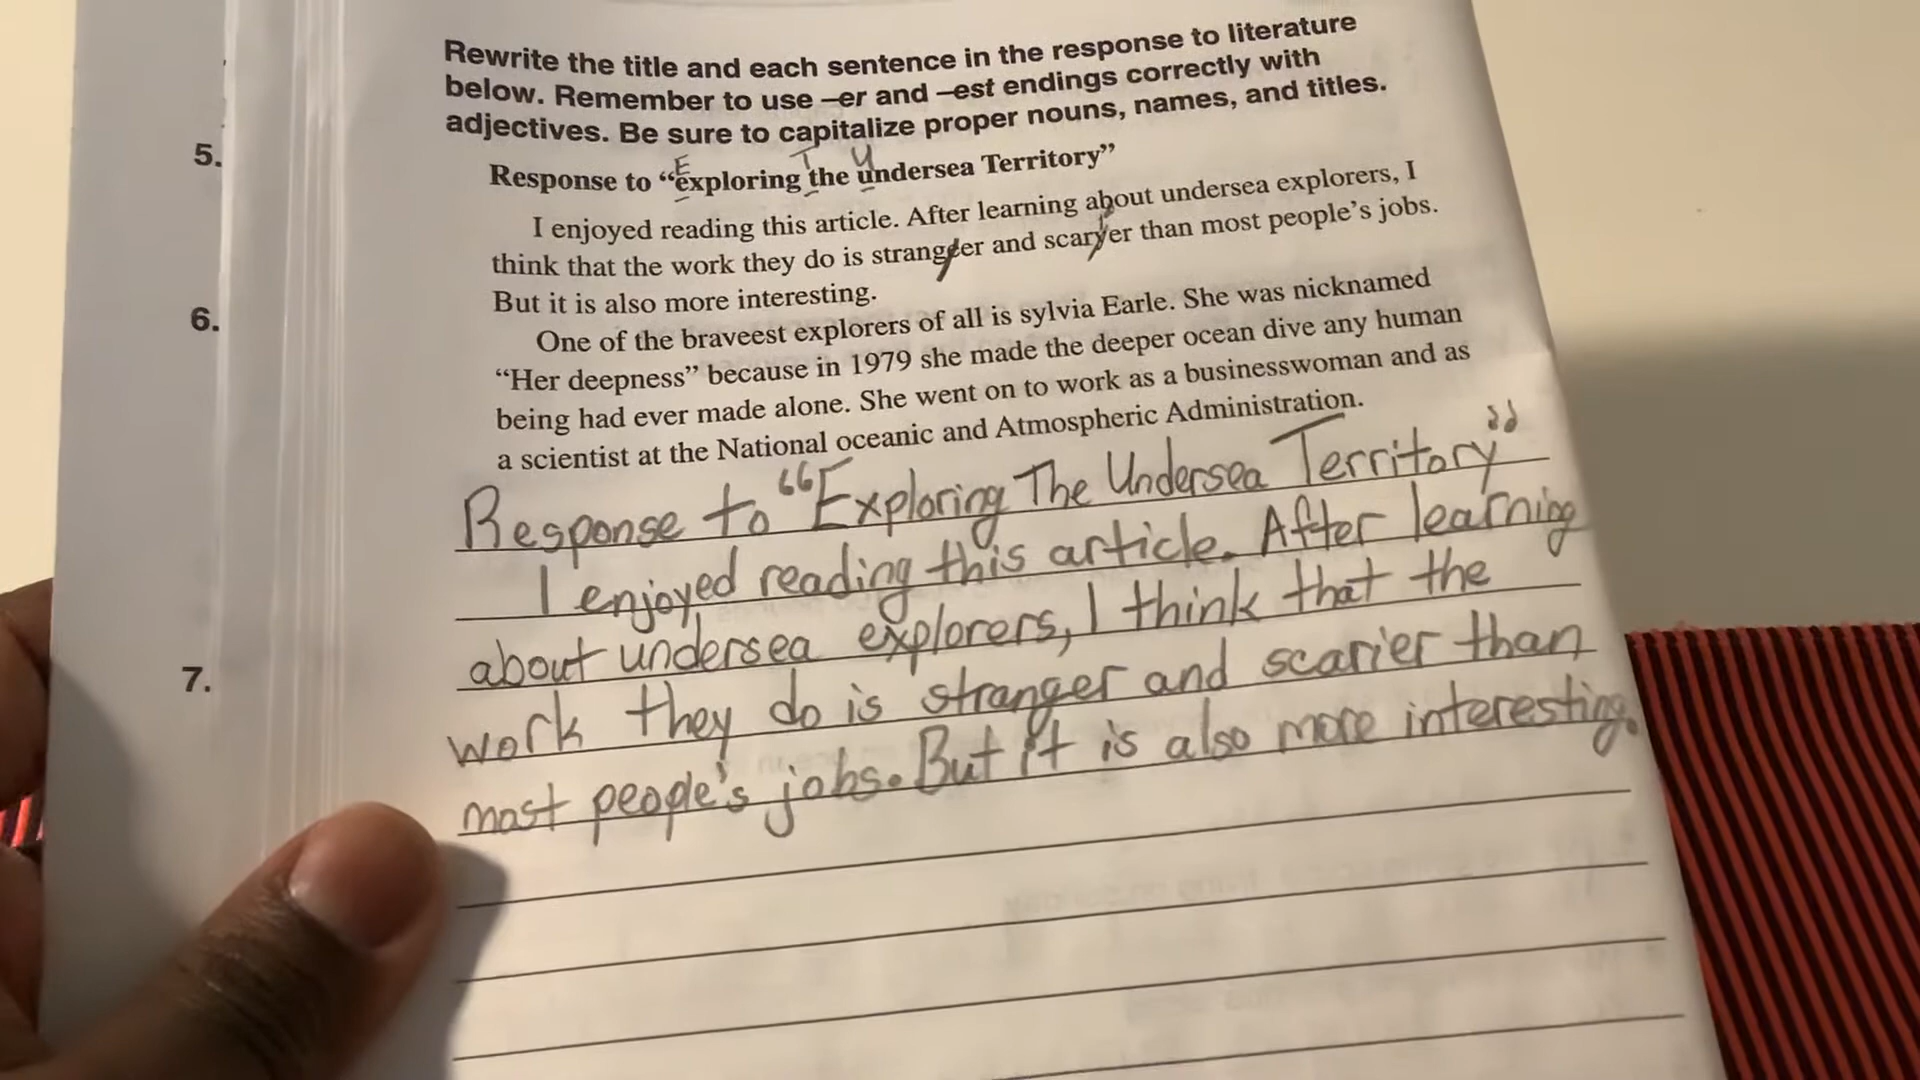 Rewrite the title and each sentence in the response to literature
below. Remember to use –er and –est endings correctly with
adjectives. Be sure to capitalize proper nouns, names, and titles.
5.
E T U
Response to “exploring the undersea Territory”
I enjoyed reading this article. After learning about undersea explorers, I
think that the work they do is strangeer and scaryer than most people’s jobs.
But it is also more interesting.
6.
One of the braveest explorers of all is sylvia Earle. She was nicknamed
“Her deepness” because in 1979 she made the deeper ocean dive any human
being had ever made alone. She went on to work as a businesswoman and as
a scientist at the National oceanic and Atmospheric Administration.
Response to “Exploring The Undersea Territory”
I enjoyed reading this article. After learning
about undersea explorers, I think that the
7.
work they do is stranger and scarier than
most people's jobs. But it is also more interesting.